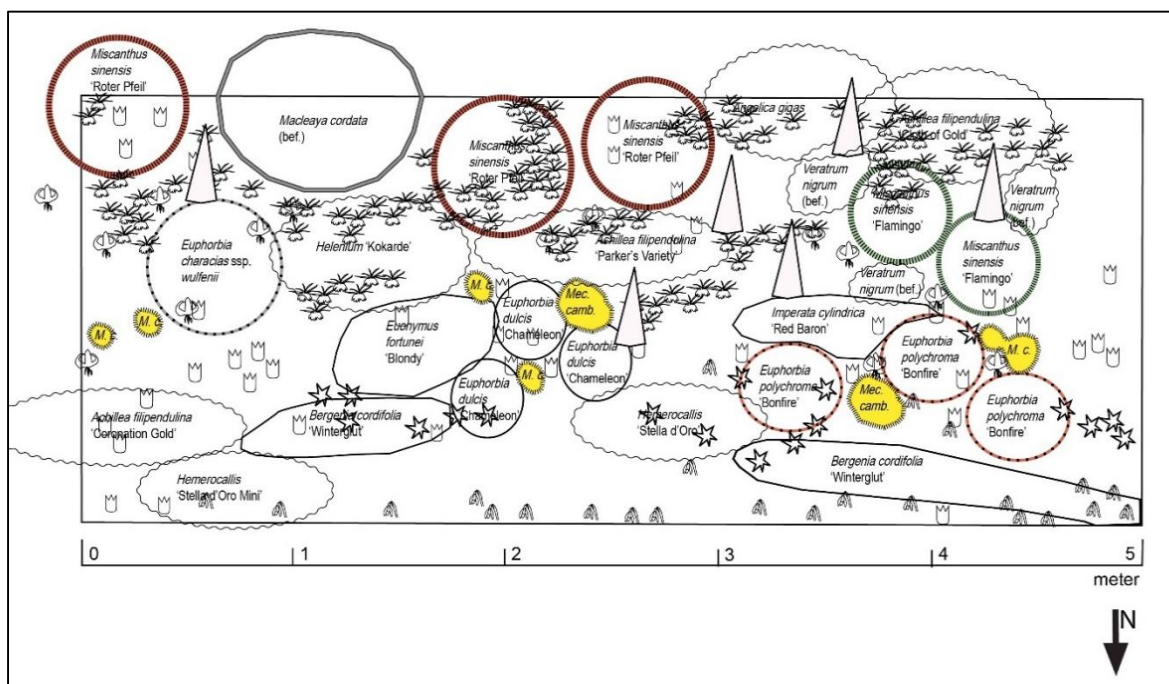 Miscanthus
sinensis
'Roter Pfeil'
Macleaya cordata
(bef.)
Miscanthus
sinensis
'Roter Pfeil'
Miscanthus
sinensis
'Roter Pfeil'
Angelica gigas
Achillea filipendulina
'Cloth of Gold'
Veratrum
nigrum
(bef.)
Miscanthus
sinensis
'Flamingo'
Veratrum
nigrum
(bef.)
Euphorbia
characias ssp.
wulfenii
Helenium 'Kokarde'
Achillea filipendulina
'Parker's Variety'
Miscanthus
sinensis
'Flamingo'
Veratrum
nigrum (bef.)
M. c.
M. c.
M. c.
Euonymus
fortunei
'Blondy'
Euphorbia
dulcis
'Chameleon'
Mec.
camb.
Euphorbia
dulcis
'Chameleon'
M. c.
Imperata cylindrica
'Red Baron'
Euphorbia
polychroma
'Bonfire'
M. c.
Euphorbia
polychroma
'Bonfire'
Mec.
camb.
Euphorbia
polychroma
'Bonfire'
Achillea filipendulina
'Coronation Gold'
Bergenia cordifolia
'Winterglut'
Euphorbia
dulcis
'Chameleon'
Hemerocallis
'Stella d'Oro'
Hemerocallis
'Stella d'Oro Mini'
Bergenia cordifolia
'Winterglut'
0 1 2 3 4 5
meter
N